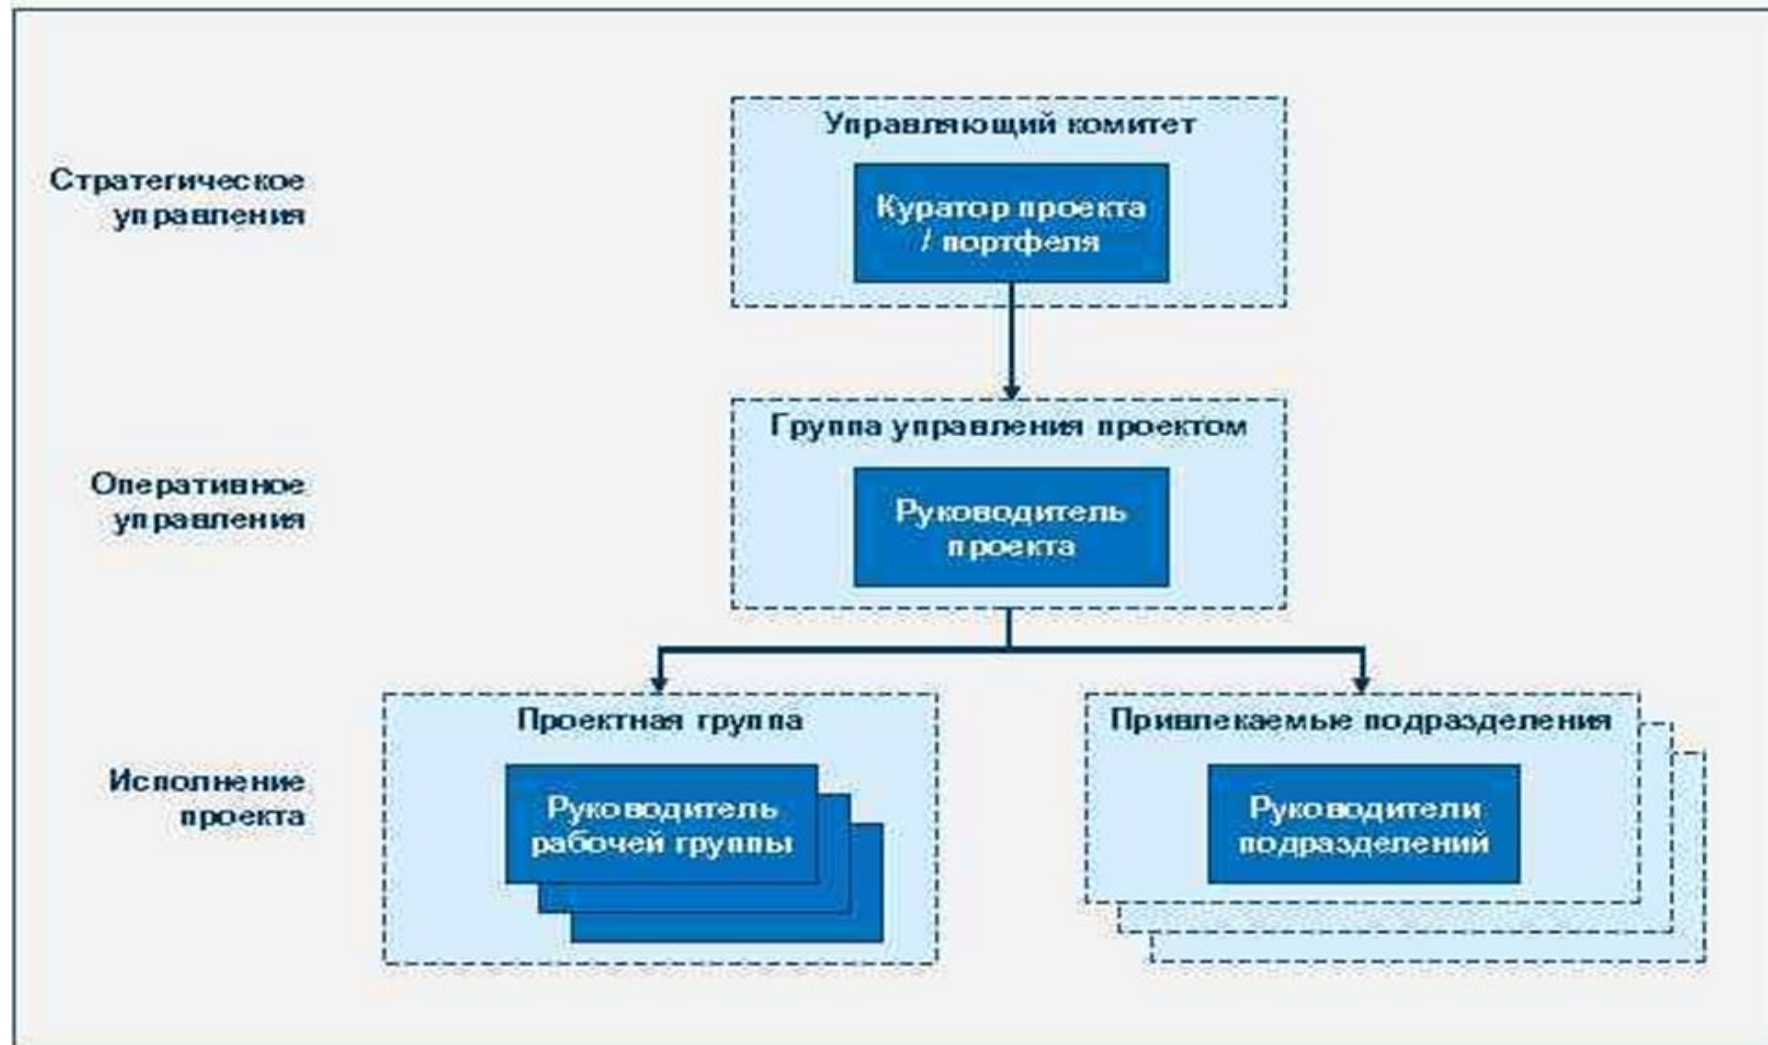 Управляющий комитет
Стратегическое
управления
Куратор проекта
/ портфеля
Группа управления проектом
Оперативное
управления
Руководитель
проекта
Проектная группа
Привлекаемые подразделения
Исполнение
проекта
Руководитель
рабочей группы
Руководители
подразделений